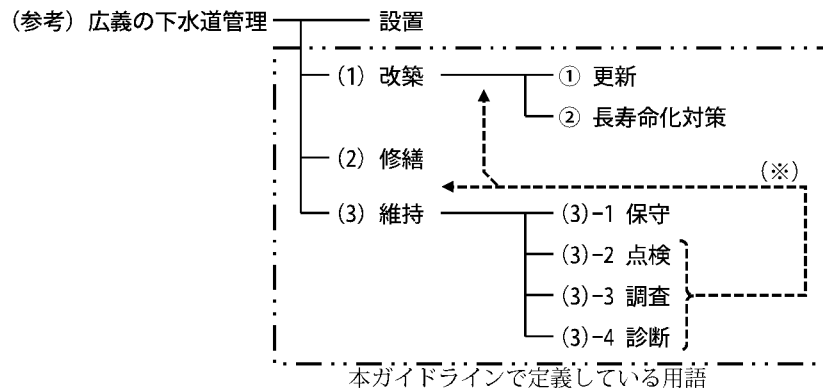 （参考）広義の下水道管理 設置
(1) 改築 ① 更新
② 長寿命化対策
(2) 修繕
（※）
(3) 維持 (3)-1 保守
(3)-2 点検
(3)-3 調査
(3)-4 診断
本ガイドラインで定義している用語